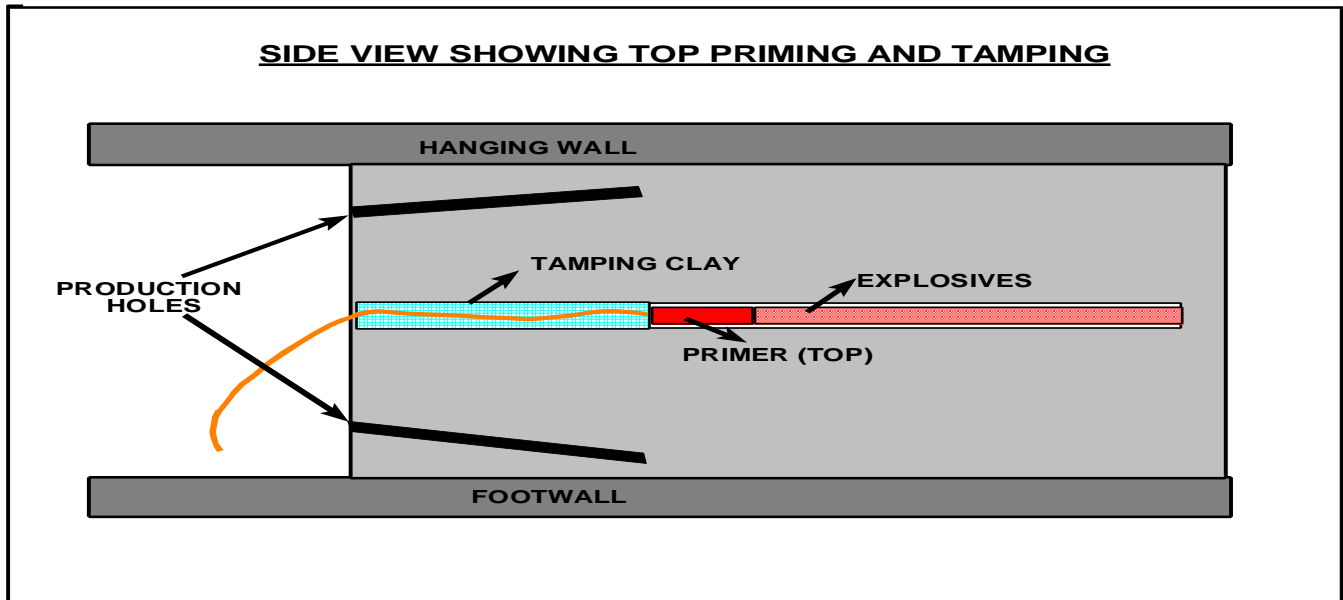 SIDE VIEW SHOWING TOP PRIMING AND TAMPING
HANGING WALL
TAMPING CLAY
EXPLOSIVES
PRODUCTION
HOLES
PRIMER (TOP)
FOOTWALL